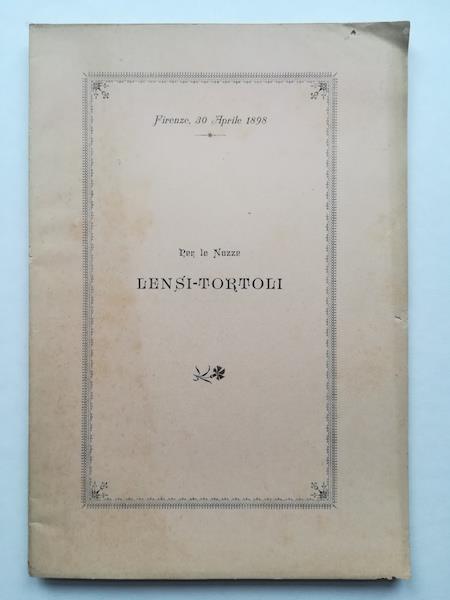 Firenze, 30 Aprile 1898
Per le Nozze
LENSI-TORTOLI